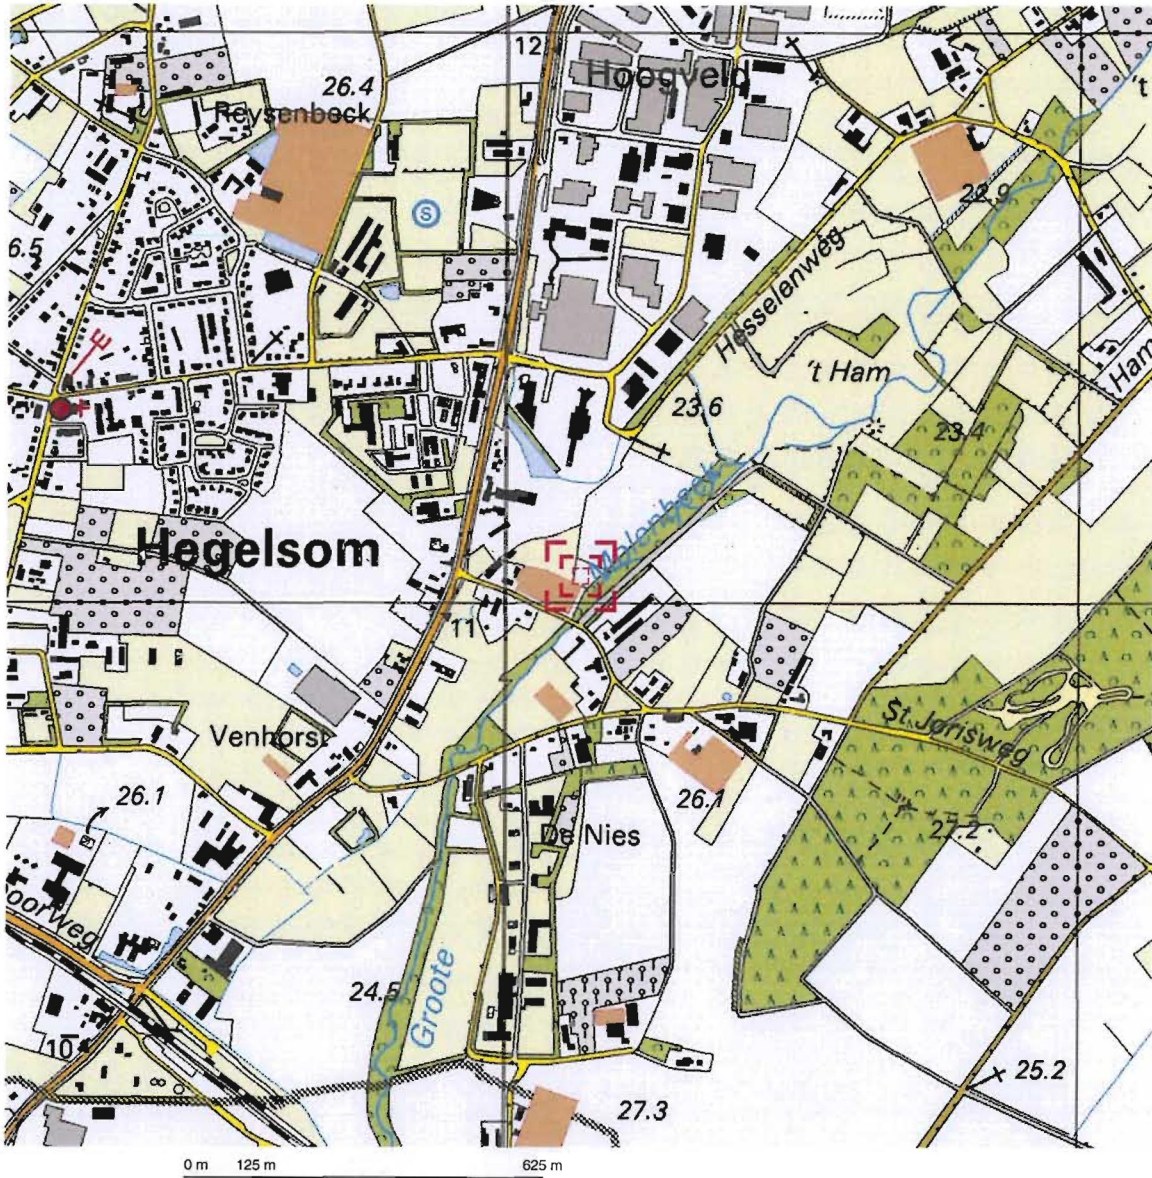 12
Hoogveld
26.4
Reysenbeck
't
22.9
S
6.5
Hesselenweg
't Ham
Ham
23.6
23.4
Molenbeek
Hegelsom
11
St.Jorisweg
Venhorst
26.1
26.1
27.2
De Nies
oorweg
24.5
Groote
10
25.2
27.3
0 m 125 m 625 m